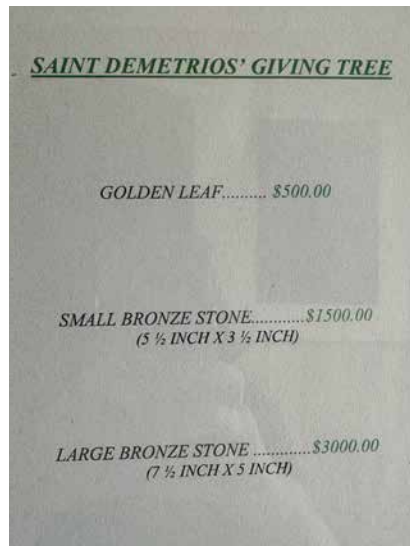 SAINT DEMETRIOS' GIVING TREE
GOLDEN LEAF.......... $500.00
SMALL BRONZE STONE............$1500.00
(5 ½ INCH X 3 ½ INCH)
LARGE BRONZE STONE .............$3000.00
(7 ½ INCH X 5 INCH)